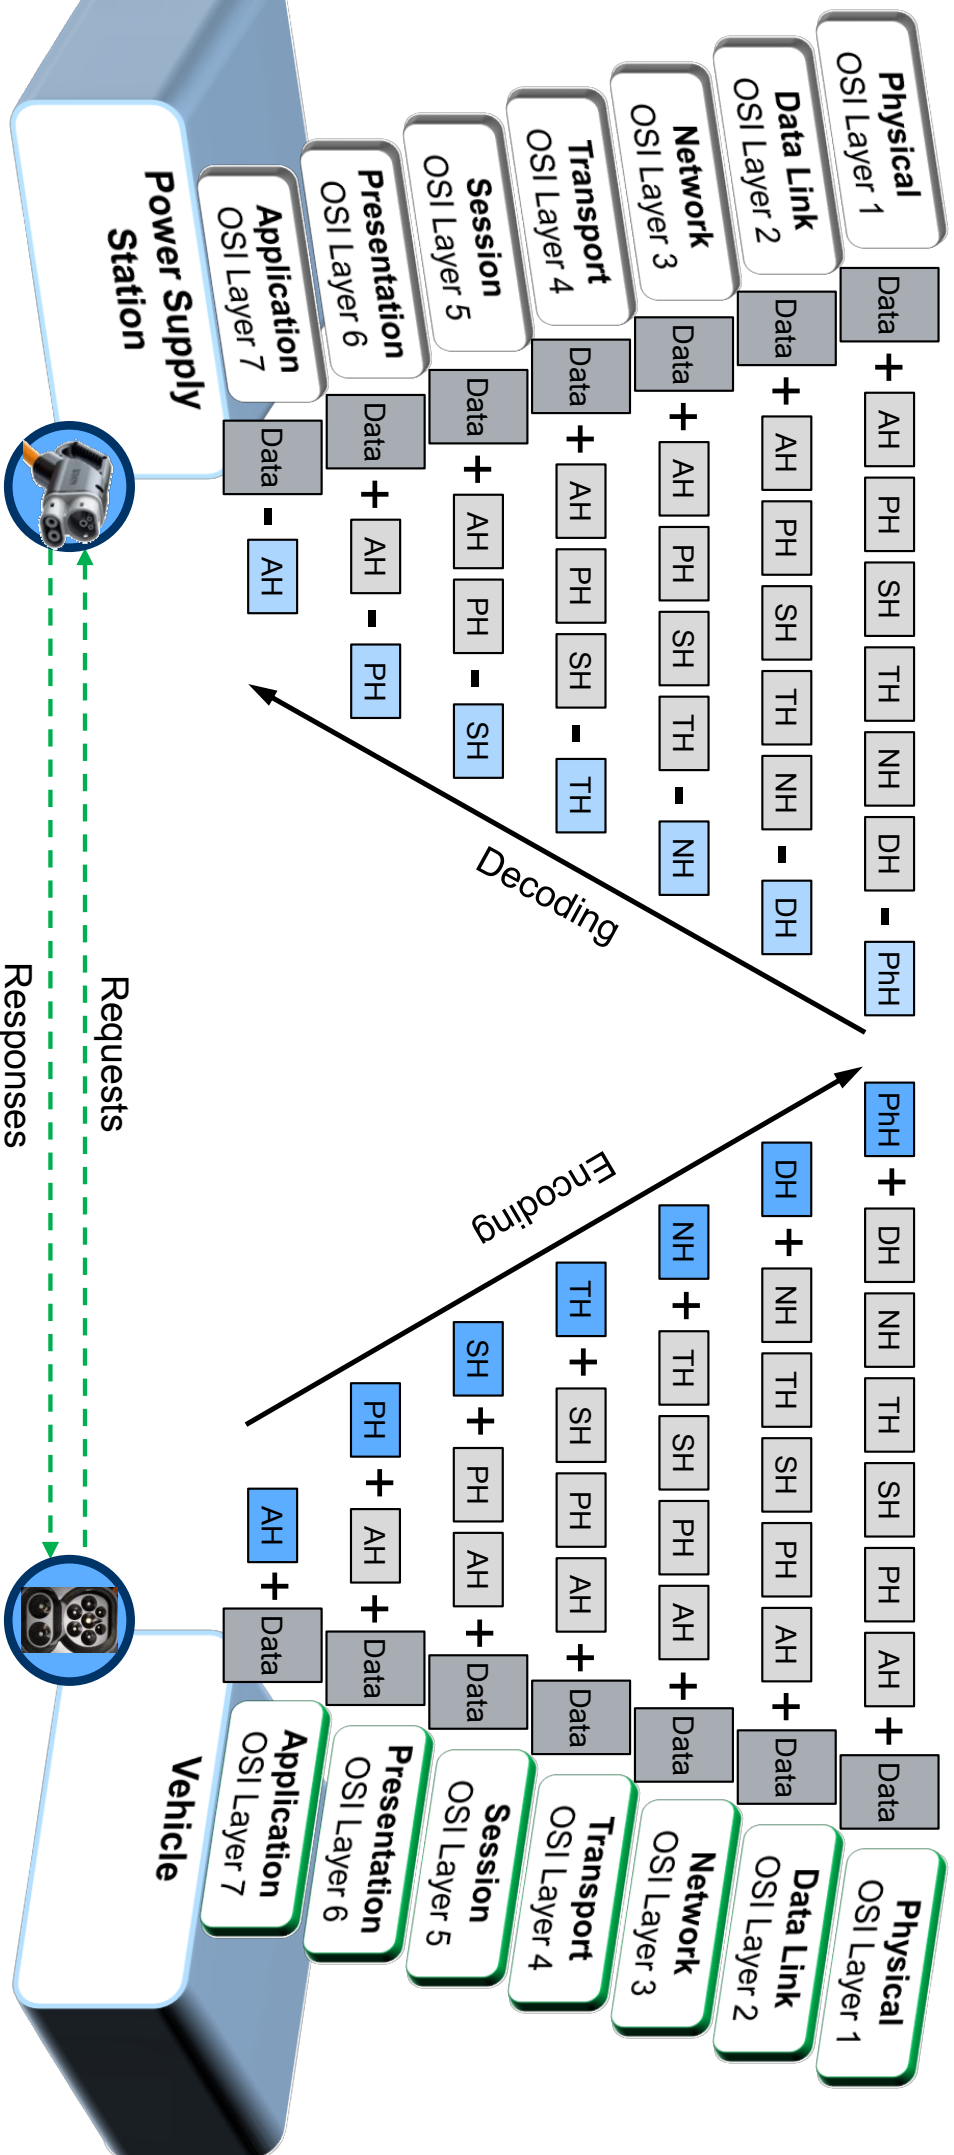 Physical
OSI Layer 1
Data + AH PH SH TH NH DH - PhH
PhH + DH NH TH SH PH AH + Data
Physical
OSI Layer 1
Data Link
OSI Layer 2
Data + AH PH SH TH NH - DH
DH + NH TH SH PH AH + Data
Data Link
OSI Layer 2
Network
OSI Layer 3
Data + AH PH SH TH - NH
NH + TH SH PH AH + Data
Network
OSI Layer 3
Transport
OSI Layer 4
Data + AH PH SH - TH
TH + SH PH AH + Data
Transport
OSI Layer 4
Session
OSI Layer 5
Data + AH PH - SH
SH + PH AH + Data
Session
OSI Layer 5
Presentation
OSI Layer 6
Data + AH - PH
PH + AH + Data
Presentation
OSI Layer 6
Application
OSI Layer 7
Data - AH
AH + Data
Application
OSI Layer 7
Decoding
Encoding
Power Supply
Station
Vehicle
Requests
Responses